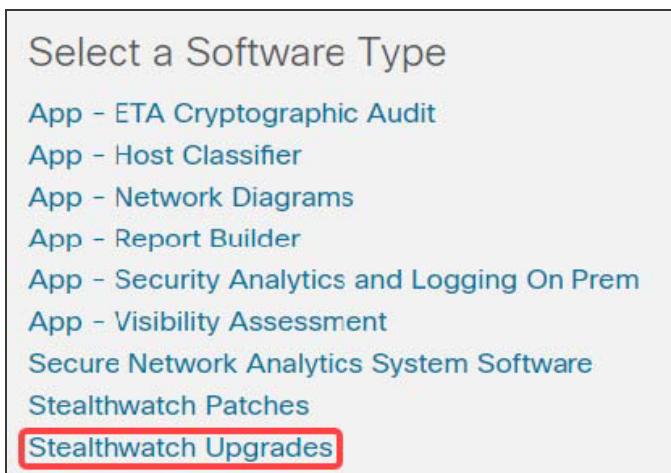 Select a Software Type
App - ETA Cryptographic Audit
App - Host Classifier
App - Network Diagrams
App - Report Builder
App - Security Analytics and Logging On Prem
App - Visibility Assessment
Secure Network Analytics System Software
Stealthwatch Patches
Stealthwatch Upgrades